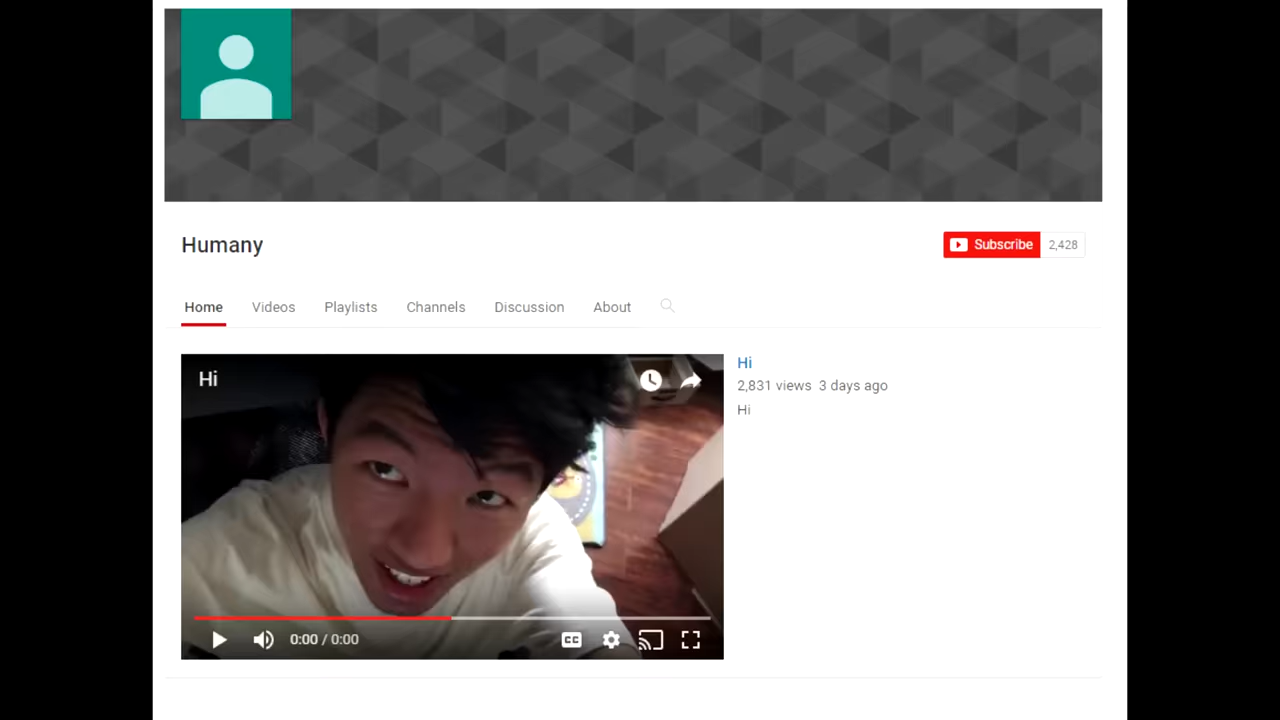 Humany
Subscribe 2,428
Home Videos Playlists Channels Discussion About
Hi
Hi
2,831 views 3 days ago
Hi
0:00 / 0:00
CC